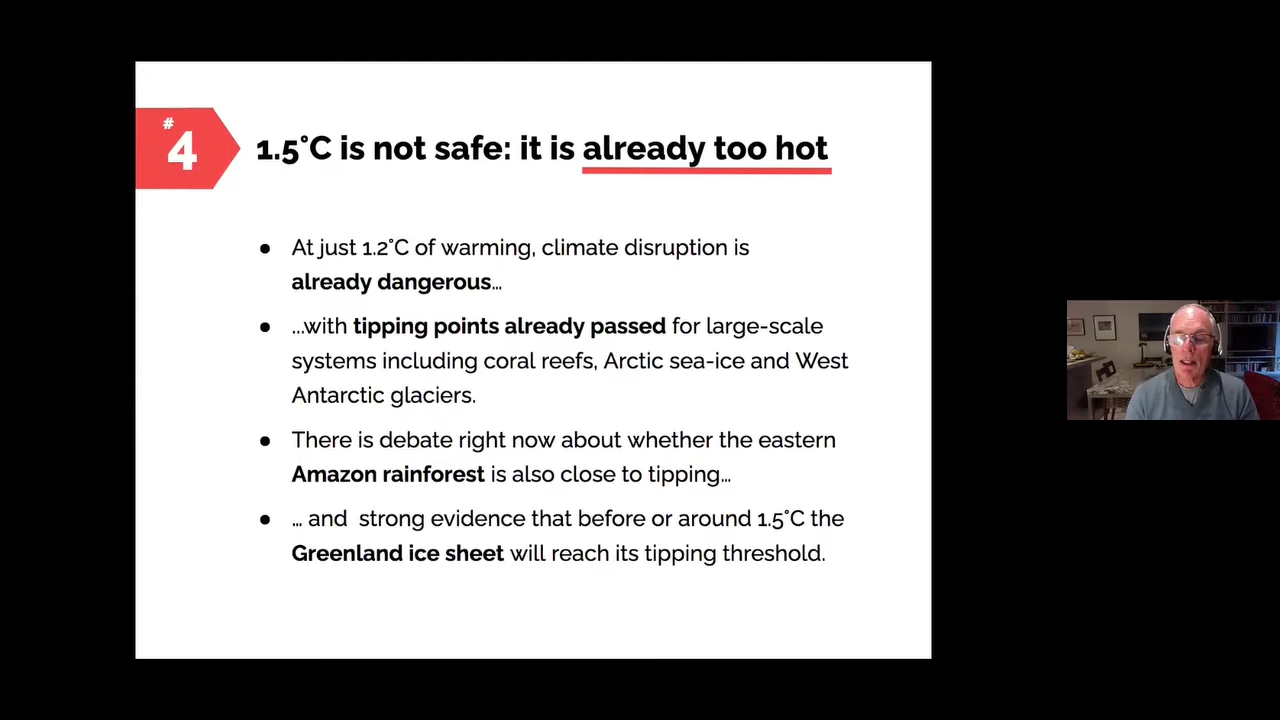 #
4
1.5°C is not safe: it is already too hot
● At just 1.2°C of warming, climate disruption is
already dangerous…
● ...with tipping points already passed for large-scale
systems including coral reefs, Arctic sea-ice and West
Antarctic glaciers.
● There is debate right now about whether the eastern
Amazon rainforest is also close to tipping…
● … and strong evidence that before or around 1.5°C the
Greenland ice sheet will reach its tipping threshold.